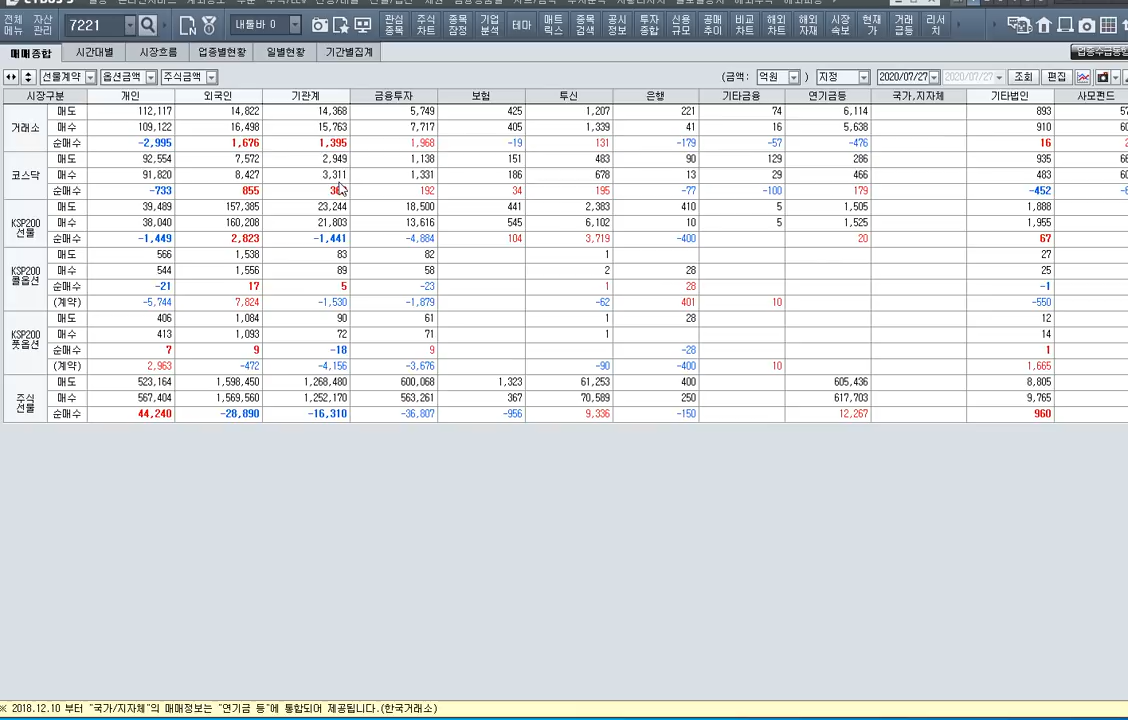 전체 메뉴 자산 관리 7221 내풀바 0 관심 종목 주식 차트 종목 잠정 기업 분석 테마 매트 릭스 종목 검색 공시 정보 투자 종합 신용 규모 공매 추이 비교 차트 해외 주식 해외 자재 시장 속보 현재 가 거래 급등 리서 치
매매종합 시간대별 시장흐름 업종별현황 일별현황 기간별집계
선물계약 옵션금액 주식금액 (금액: 억원 ) 지정 2020/07/27 2020/07/27 조회 편집
시장구분 개인 외국인 기관계 금융투자 보험 투신 은행 기타금융 연기금등 국가,지자체 기타법인 사모펀드
거래소
매도 112,117 14,822 14,368 5,749 425 1,207 221 74 6,114 893
매수 109,122 16,498 15,763 7,717 405 1,339 41 16 5,638 910
순매수 -2,995 1,676 1,395 1,968 -19 131 -179 -57 -476 16
코스닥
매도 92,554 7,572 2,949 1,138 151 483 90 129 286 935
매수 91,820 8,427 3,311 1,331 186 678 13 29 466 483
순매수 -733 855 192 34 195 -77 -100 179 -452
KSP200 선물
매도 39,489 157,385 23,244 18,500 441 2,383 410 5 1,505 1,888
매수 38,040 160,208 21,803 13,616 545 6,102 10 5 1,525 1,955
순매수 -1,449 2,823 -1,441 -4,884 104 3,719 -400 20 67
KSP200 콜옵션
매도 566 1,538 83 82 1 27
매수 544 1,556 89 58 2 28 25
순매수 -21 17 5 -23 1 28 -1
(계약) -5,744 7,824 -1,530 -1,879 -62 401 10 -550
KSP200 풋옵션
매도 406 1,084 90 61 1 28 12
매수 413 1,093 72 71 1 14
순매수 7 9 -18 9 -28 1
(계약) 2,963 -472 -4,156 -3,676 -90 -400 10 1,665
주식 선물
매도 523,164 1,598,450 1,268,480 600,068 1,323 61,253 400 605,436 8,805
매수 567,404 1,569,560 1,252,170 563,261 367 70,589 250 617,703 9,765
순매수 44,240 -28,890 -16,310 -36,807 -956 9,336 -150 12,267 960
※ 2018.12.10 부터 "국가/지자체"의 매매정보는 "연기금 등"에 통합되어 제공됩니다.(한국거래소)